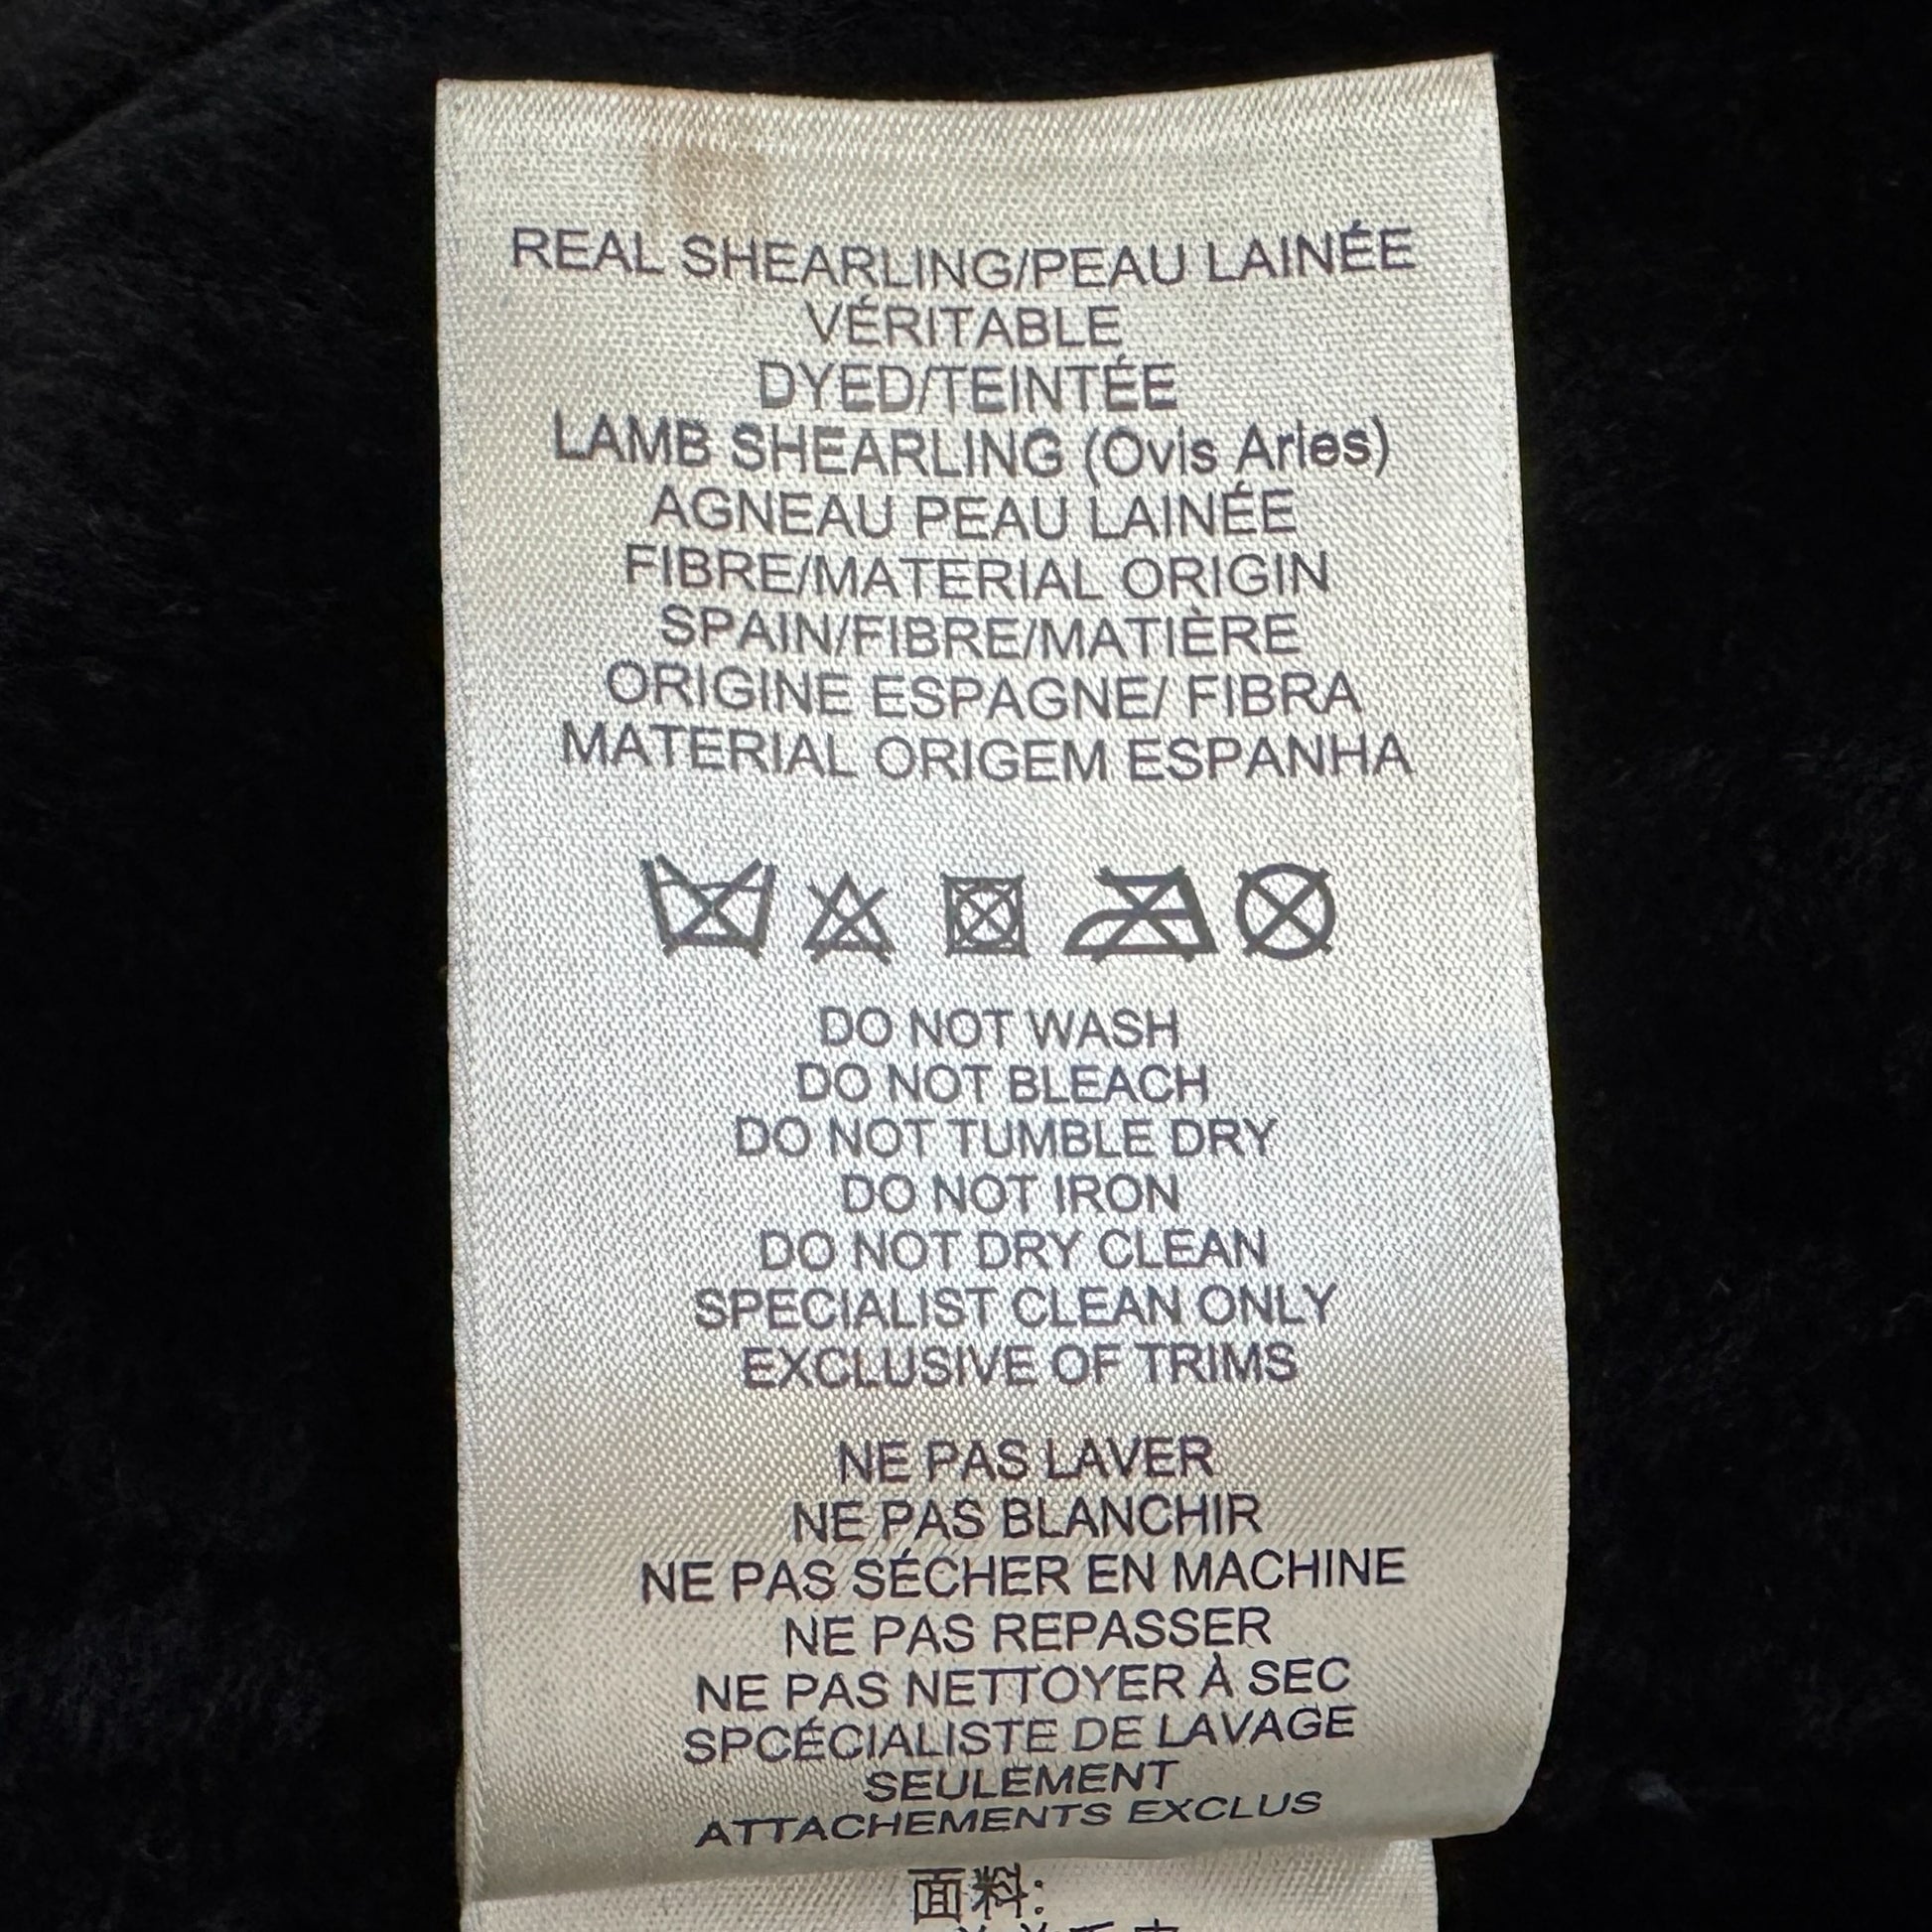 REAL SHEARLING/PEAU LAINÉE
VÉRITABLE
DYED/TEINTÉE
LAMB SHEARLING (Ovis Aries)
AGNEAU PEAU LAINÉE
FIBRE/MATERIAL ORIGIN
SPAIN/FIBRE/MATIÈRE
ORIGINE ESPAGNE/ FIBRA
MATERIAL ORIGEM ESPANHA
DO NOT WASH
DO NOT BLEACH
DO NOT TUMBLE DRY
DO NOT IRON
DO NOT DRY CLEAN
SPECIALIST CLEAN ONLY
EXCLUSIVE OF TRIMS
NE PAS LAVER
NE PAS BLANCHIR
NE PAS SÉCHER EN MACHINE
NE PAS REPASSER
NE PAS NETTOYER À SEC
SPCÉCIALISTE DE LAVAGE
SEULEMENT
ATTACHEMENTS EXCLUS
面料: